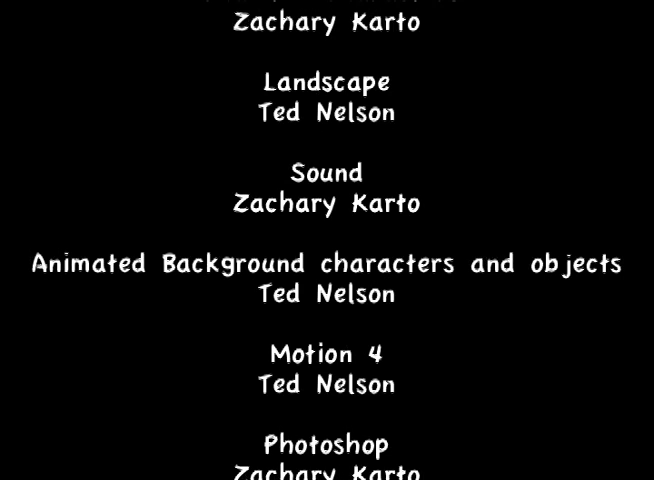 Zachary Karto
Landscape
Ted Nelson
Sound
Zachary Karto
Animated Background characters and objects
Ted Nelson
Motion 4
Ted Nelson
Photoshop
Zachary Karto